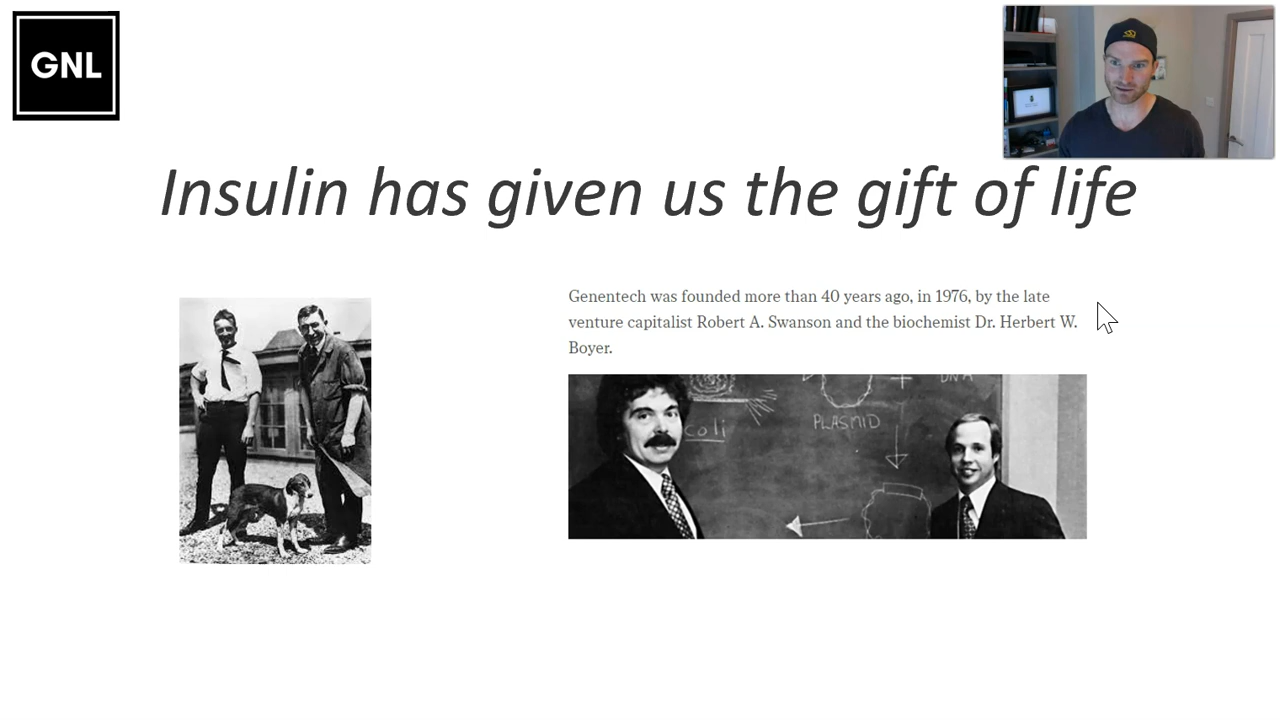 GNL
Insulin has given us the gift of life
Genentech was founded more than 40 years ago, in 1976, by the late
venture capitalist Robert A. Swanson and the biochemist Dr. Herbert W.
Boyer.
DNA
coli
PLASMID